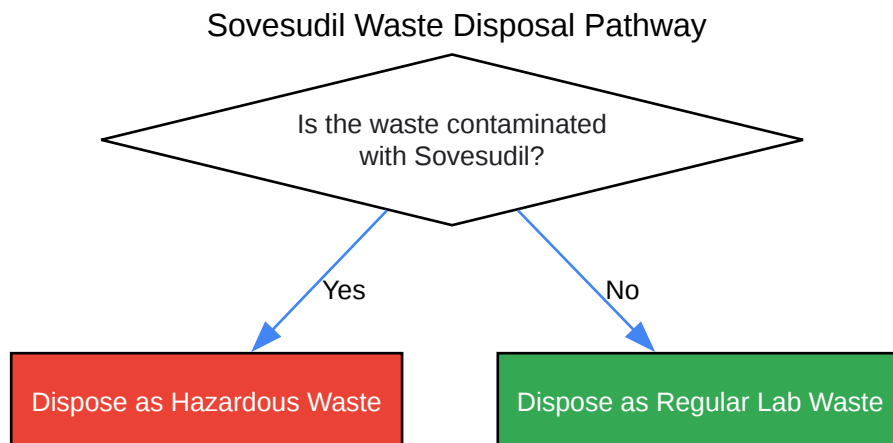 Sovesudil Waste Disposal Pathway
Is the waste contaminated
with Sovesudil?
Yes
No
Dispose as Hazardous Waste
Dispose as Regular Lab Waste